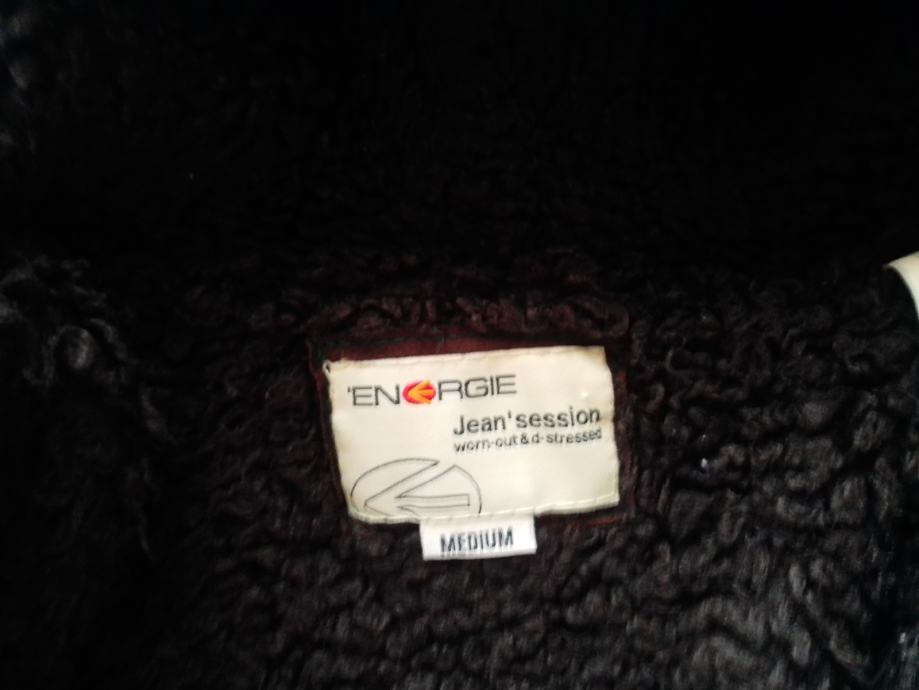 'ENERGIE
Jean'session
worn-out & d-stressed
MEDIUM